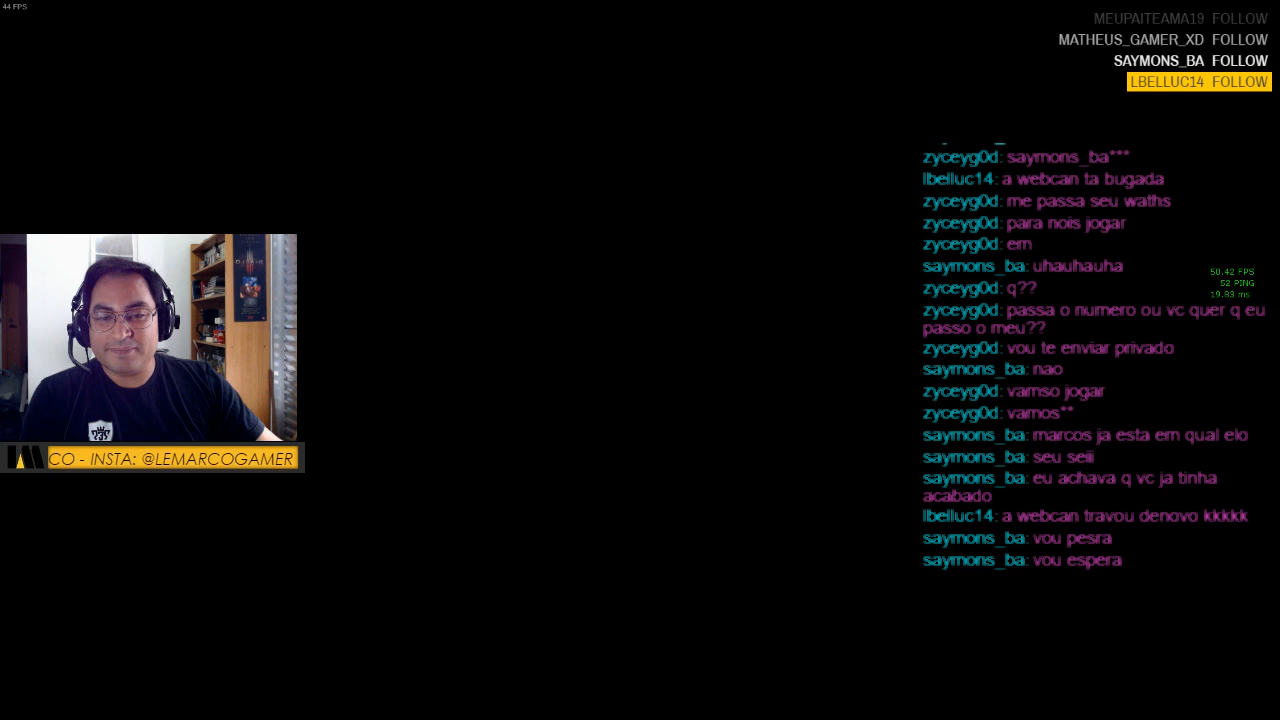 44 FPS
MEUPAITEAMA19 FOLLOW
MATHEUS_GAMER_XD FOLLOW
SAYMONS_BA FOLLOW
LBELLUC14 FOLLOW
zyceyg0d: saymons_ba***
lbelluc14: a webcan ta bugada
zyceyg0d: me passa seu waths
zyceyg0d: para nois jogar
zyceyg0d: em
saymons_ba: uhauhauha
50.42 FPS
zyceyg0d: q??
52 PING
19.83 ms
zyceyg0d: passa o numero ou vc quer q eu
passo o meu??
zyceyg0d: vou te enviar privado
saymons_ba: nao
zyceyg0d: vamso jogar
zyceyg0d: vamos**
saymons_ba: marcos ja esta em qual elo
saymons_ba: seu seii
saymons_ba: eu achava q vc ja tinha
acabado
lbelluc14: a webcan travou denovo kkkkk
saymons_ba: vou pesra
saymons_ba: vou espera
CO - INSTA: @LEMARCOGAMER